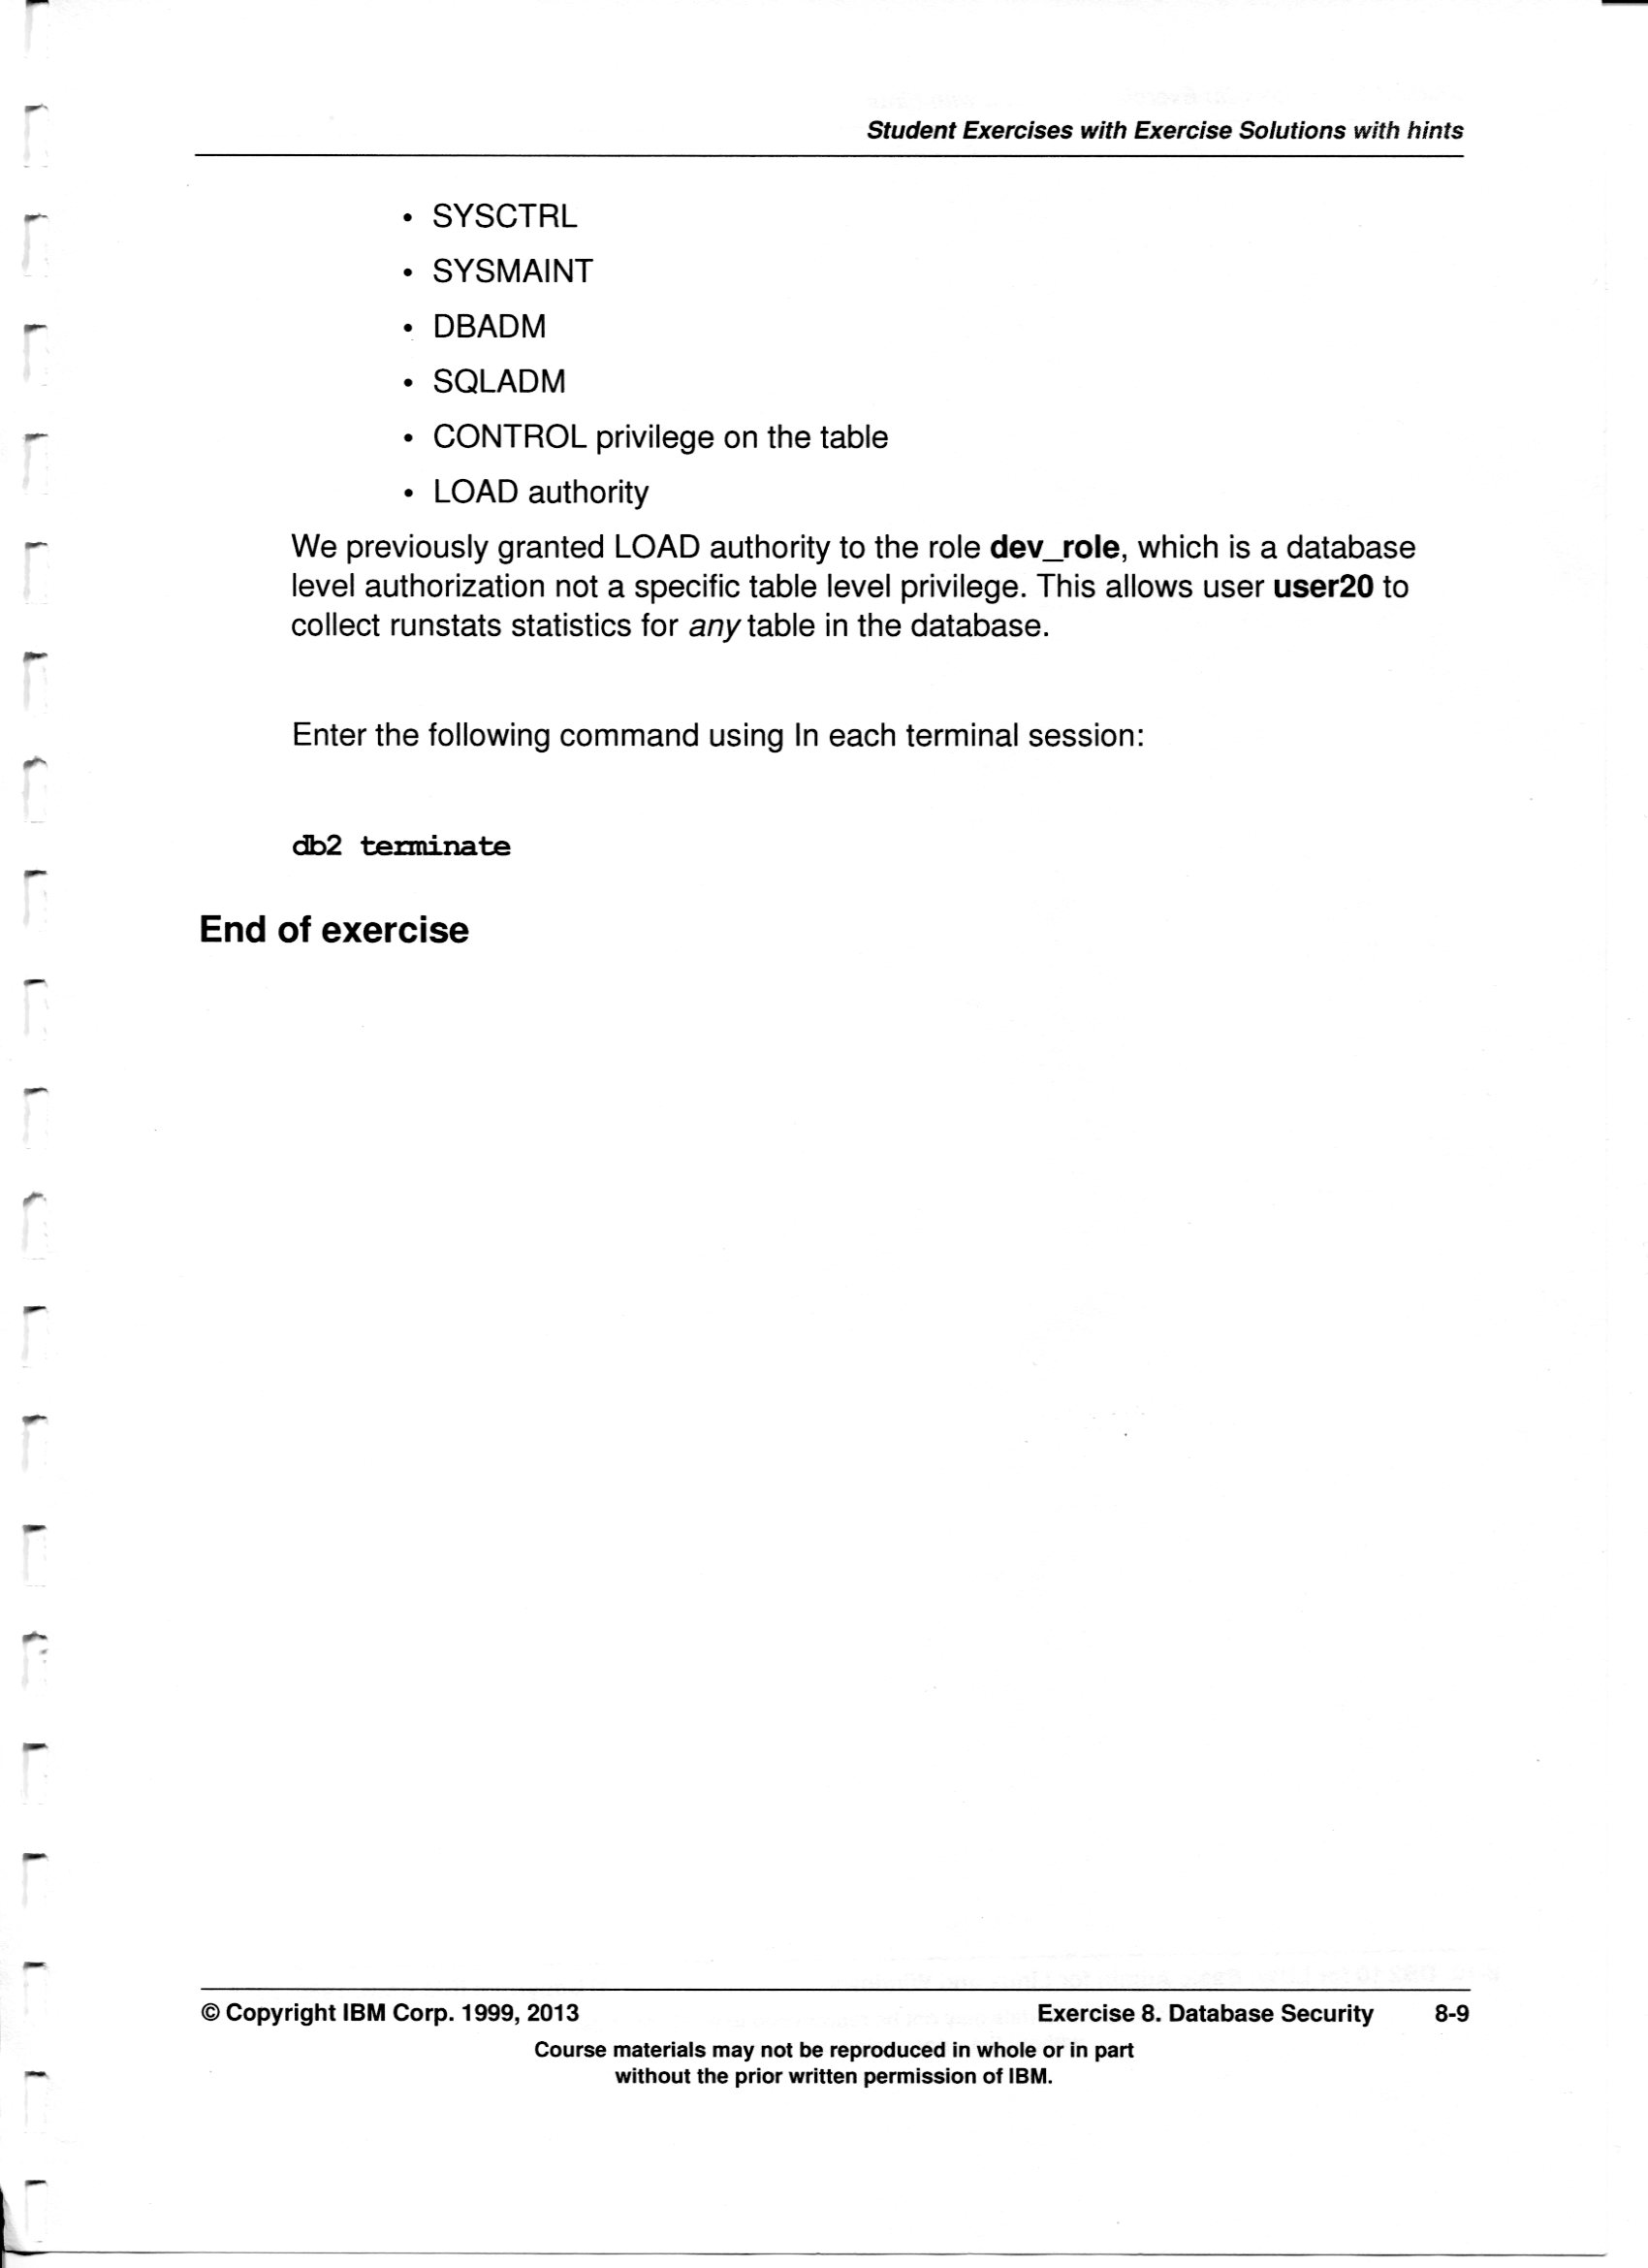 Student Exercises with Exercise Solutions with hints
• SYSCTRL
• SYSMAINT
• DBADM
• SQLADM
• CONTROL privilege on the table
• LOAD authority
We previously granted LOAD authority to the role dev_role, which is a database
level authorization not a specific table level privilege. This allows user user20 to
collect runstats statistics for any table in the database.
Enter the following command using In each terminal session:
db2 terminate
End of exercise
© Copyright IBM Corp. 1999, 2013 Exercise 8. Database Security 8-9
Course materials may not be reproduced in whole or in part
without the prior written permission of IBM.